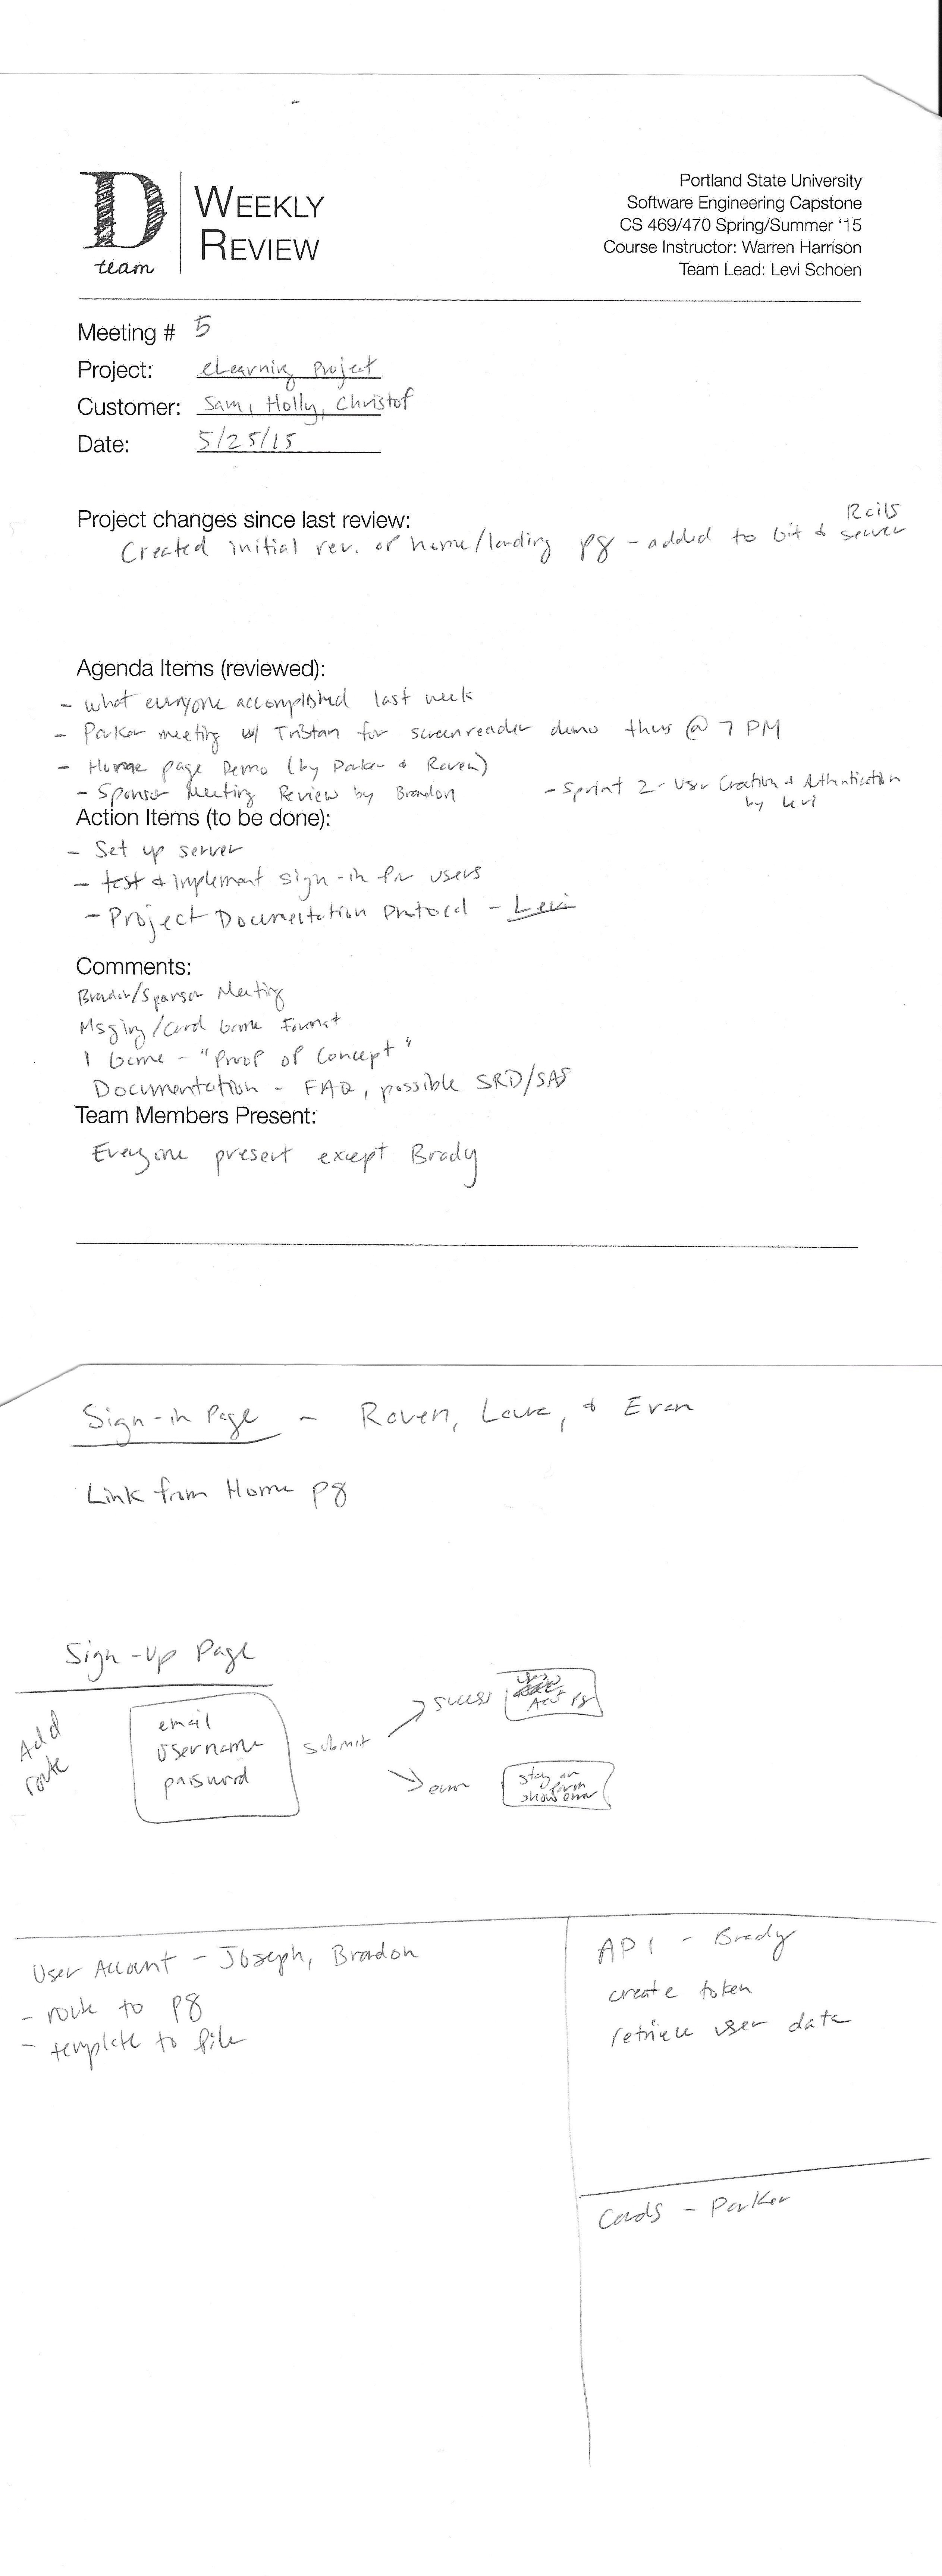 D team
WEEKLY
REVIEW
Portland State University
Software Engineering Capstone
CS 469/470 Spring/Summer '15
Course Instructor: Warren Harrison
Team Lead: Levi Schoen
Meeting # 5
Project: eLearning Project
Customer: Sam, Holly, Christof
Date: 5/25/15
Project changes since last review:
Created initial rev. of home/landing pg - added to bit & Rails server
Agenda Items (reviewed):
- what everyone accomplished last week
- Parker meeting w/ Tristan for screenreader demo thurs @ 7 PM
- Home page Demo (by Parker & Raven)
- Sponsor Meeting Review by Brandon
- Sprint 2 - User Creation & Authntication
by Levi
Action Items (to be done):
- Set up server
- test & implement sign-in for users
- Project Documentation Protocol - Levi
Comments:
Brandon/Sponsor Meeting
Msging/Card Game Format
1 Game - "Proof of Concept"
Documentation - FAQ, possible SRD/SAS
Team Members Present:
Everyone present except Brady
Sign-in Page - Raven, Laura, & Evan
Link from Home pg
Sign-up Page
Add route
email
username
password
submit
success
Acct Pg
error
stay on
form
show error
User Account - Joseph, Brandon
- route to pg
- template to file
API - Brady
create token
retrieve user data
Cards - Parker